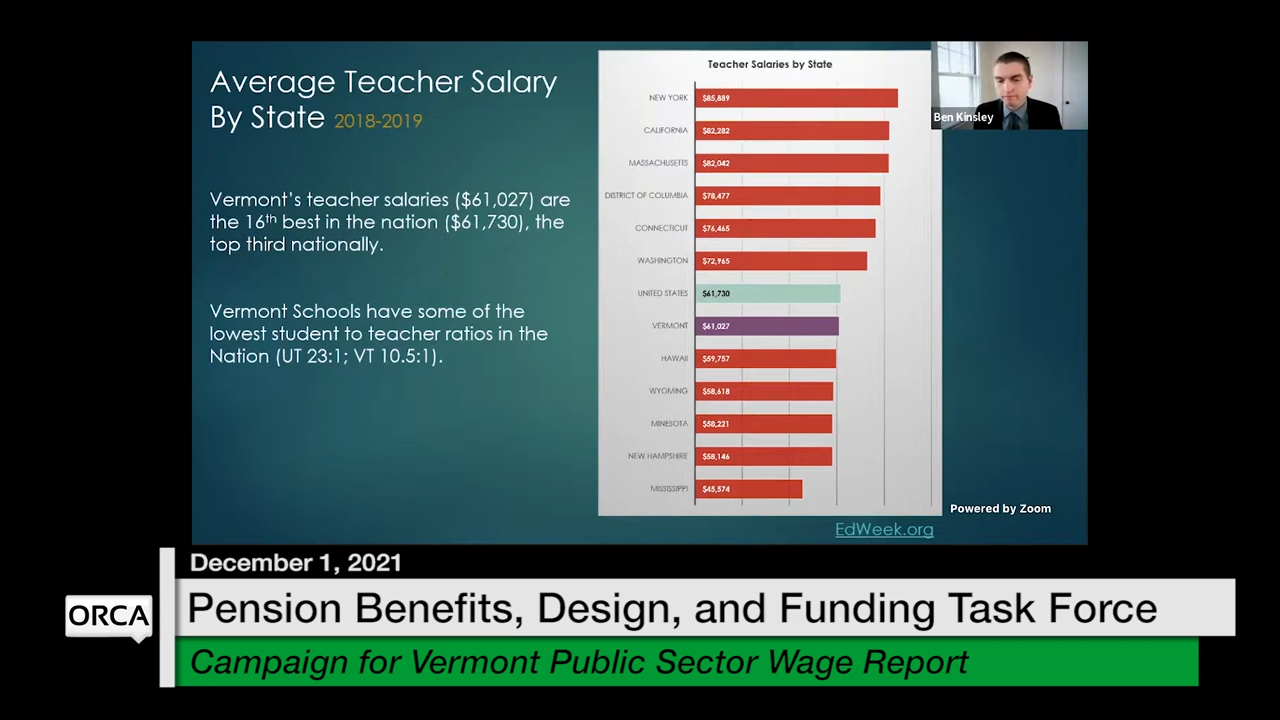 Average Teacher Salary
By State 2018-2019
Vermont's teacher salaries ($61,027) are
the 16th best in the nation ($61,730), the
top third nationally.
Vermont Schools have some of the
lowest student to teacher ratios in the
Nation (UT 23:1; VT 10.5:1).
Teacher Salaries by State
NEW YORK $85,889
CALIFORNIA $82,282
MASSACHUSETTS $82,042
DISTRICT OF COLUMBIA $78,477
CONNECTICUT $76,465
WASHINGTON $72,965
UNITED STATES $61,730
VERMONT $61,027
HAWAII $59,757
WYOMING $58,618
MINESOTA $58,221
NEW HAMPSHIRE $58,146
MISSISSIPPI $45,574
EdWeek.org
Ben Kinsley
Powered by Zoom
December 1, 2021
ORCA
Pension Benefits, Design, and Funding Task Force
Campaign for Vermont Public Sector Wage Report